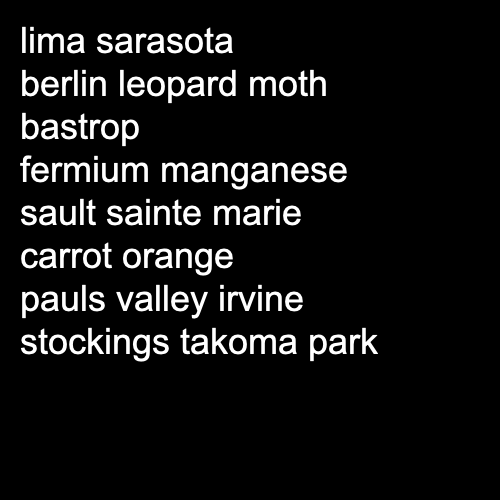 lima sarasota
berlin leopard moth
bastrop
fermium manganese
sault sainte marie
carrot orange
pauls valley irvine
stockings takoma park